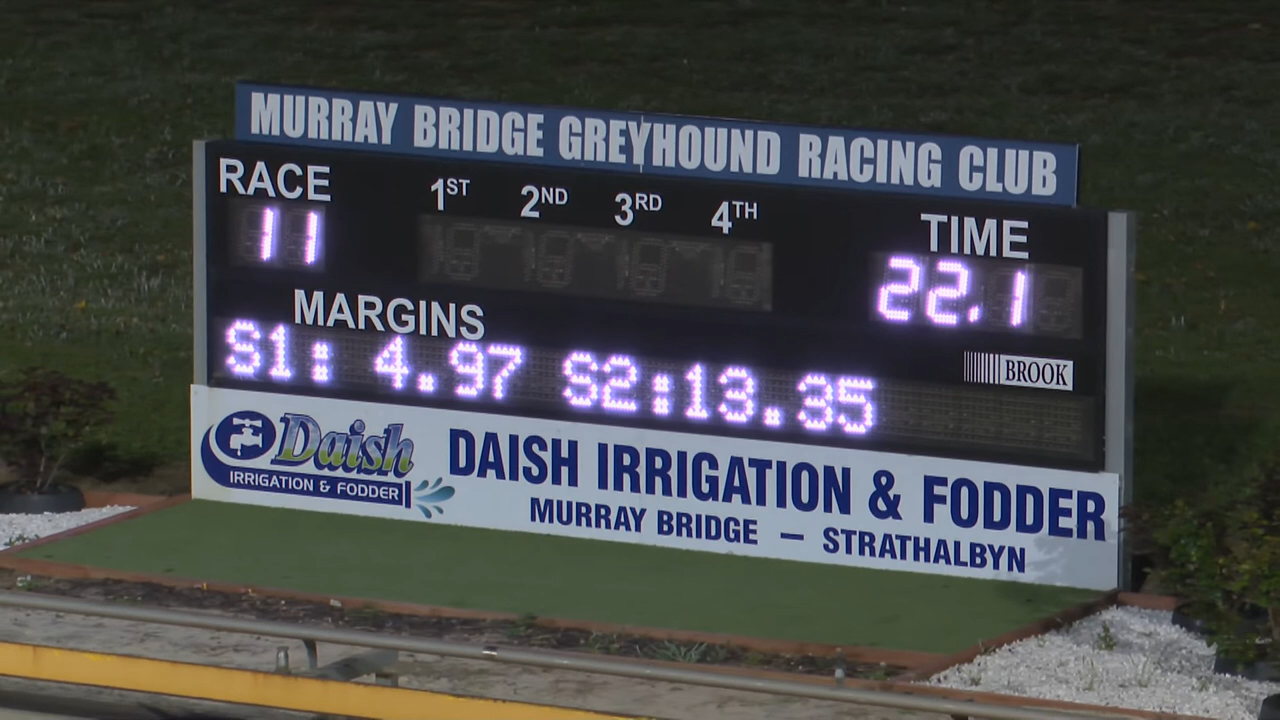 MURRAY BRIDGE GREYHOUND RACING CLUB
RACE 1ST 2ND 3RD 4TH TIME
11 22.1
MARGINS
S1: 4.97 S2:13.35
BROOK
Daish
IRRIGATION & FODDER
DAISH IRRIGATION & FODDER
MURRAY BRIDGE – STRATHALBYN